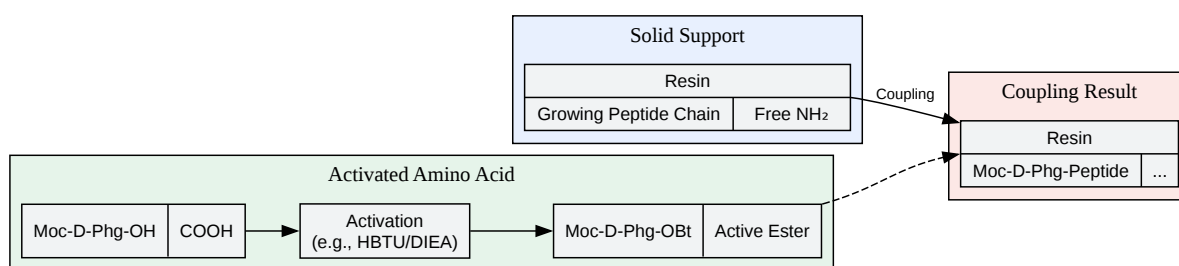 Solid Support
Resin
Growing Peptide Chain
Free NH₂
Coupling
Coupling Result
Resin
Moc-D-Phg-Peptide
...
Activated Amino Acid
Moc-D-Phg-OH
COOH
Activation
(e.g., HBTU/DIEA)
Moc-D-Phg-OBt
Active Ester